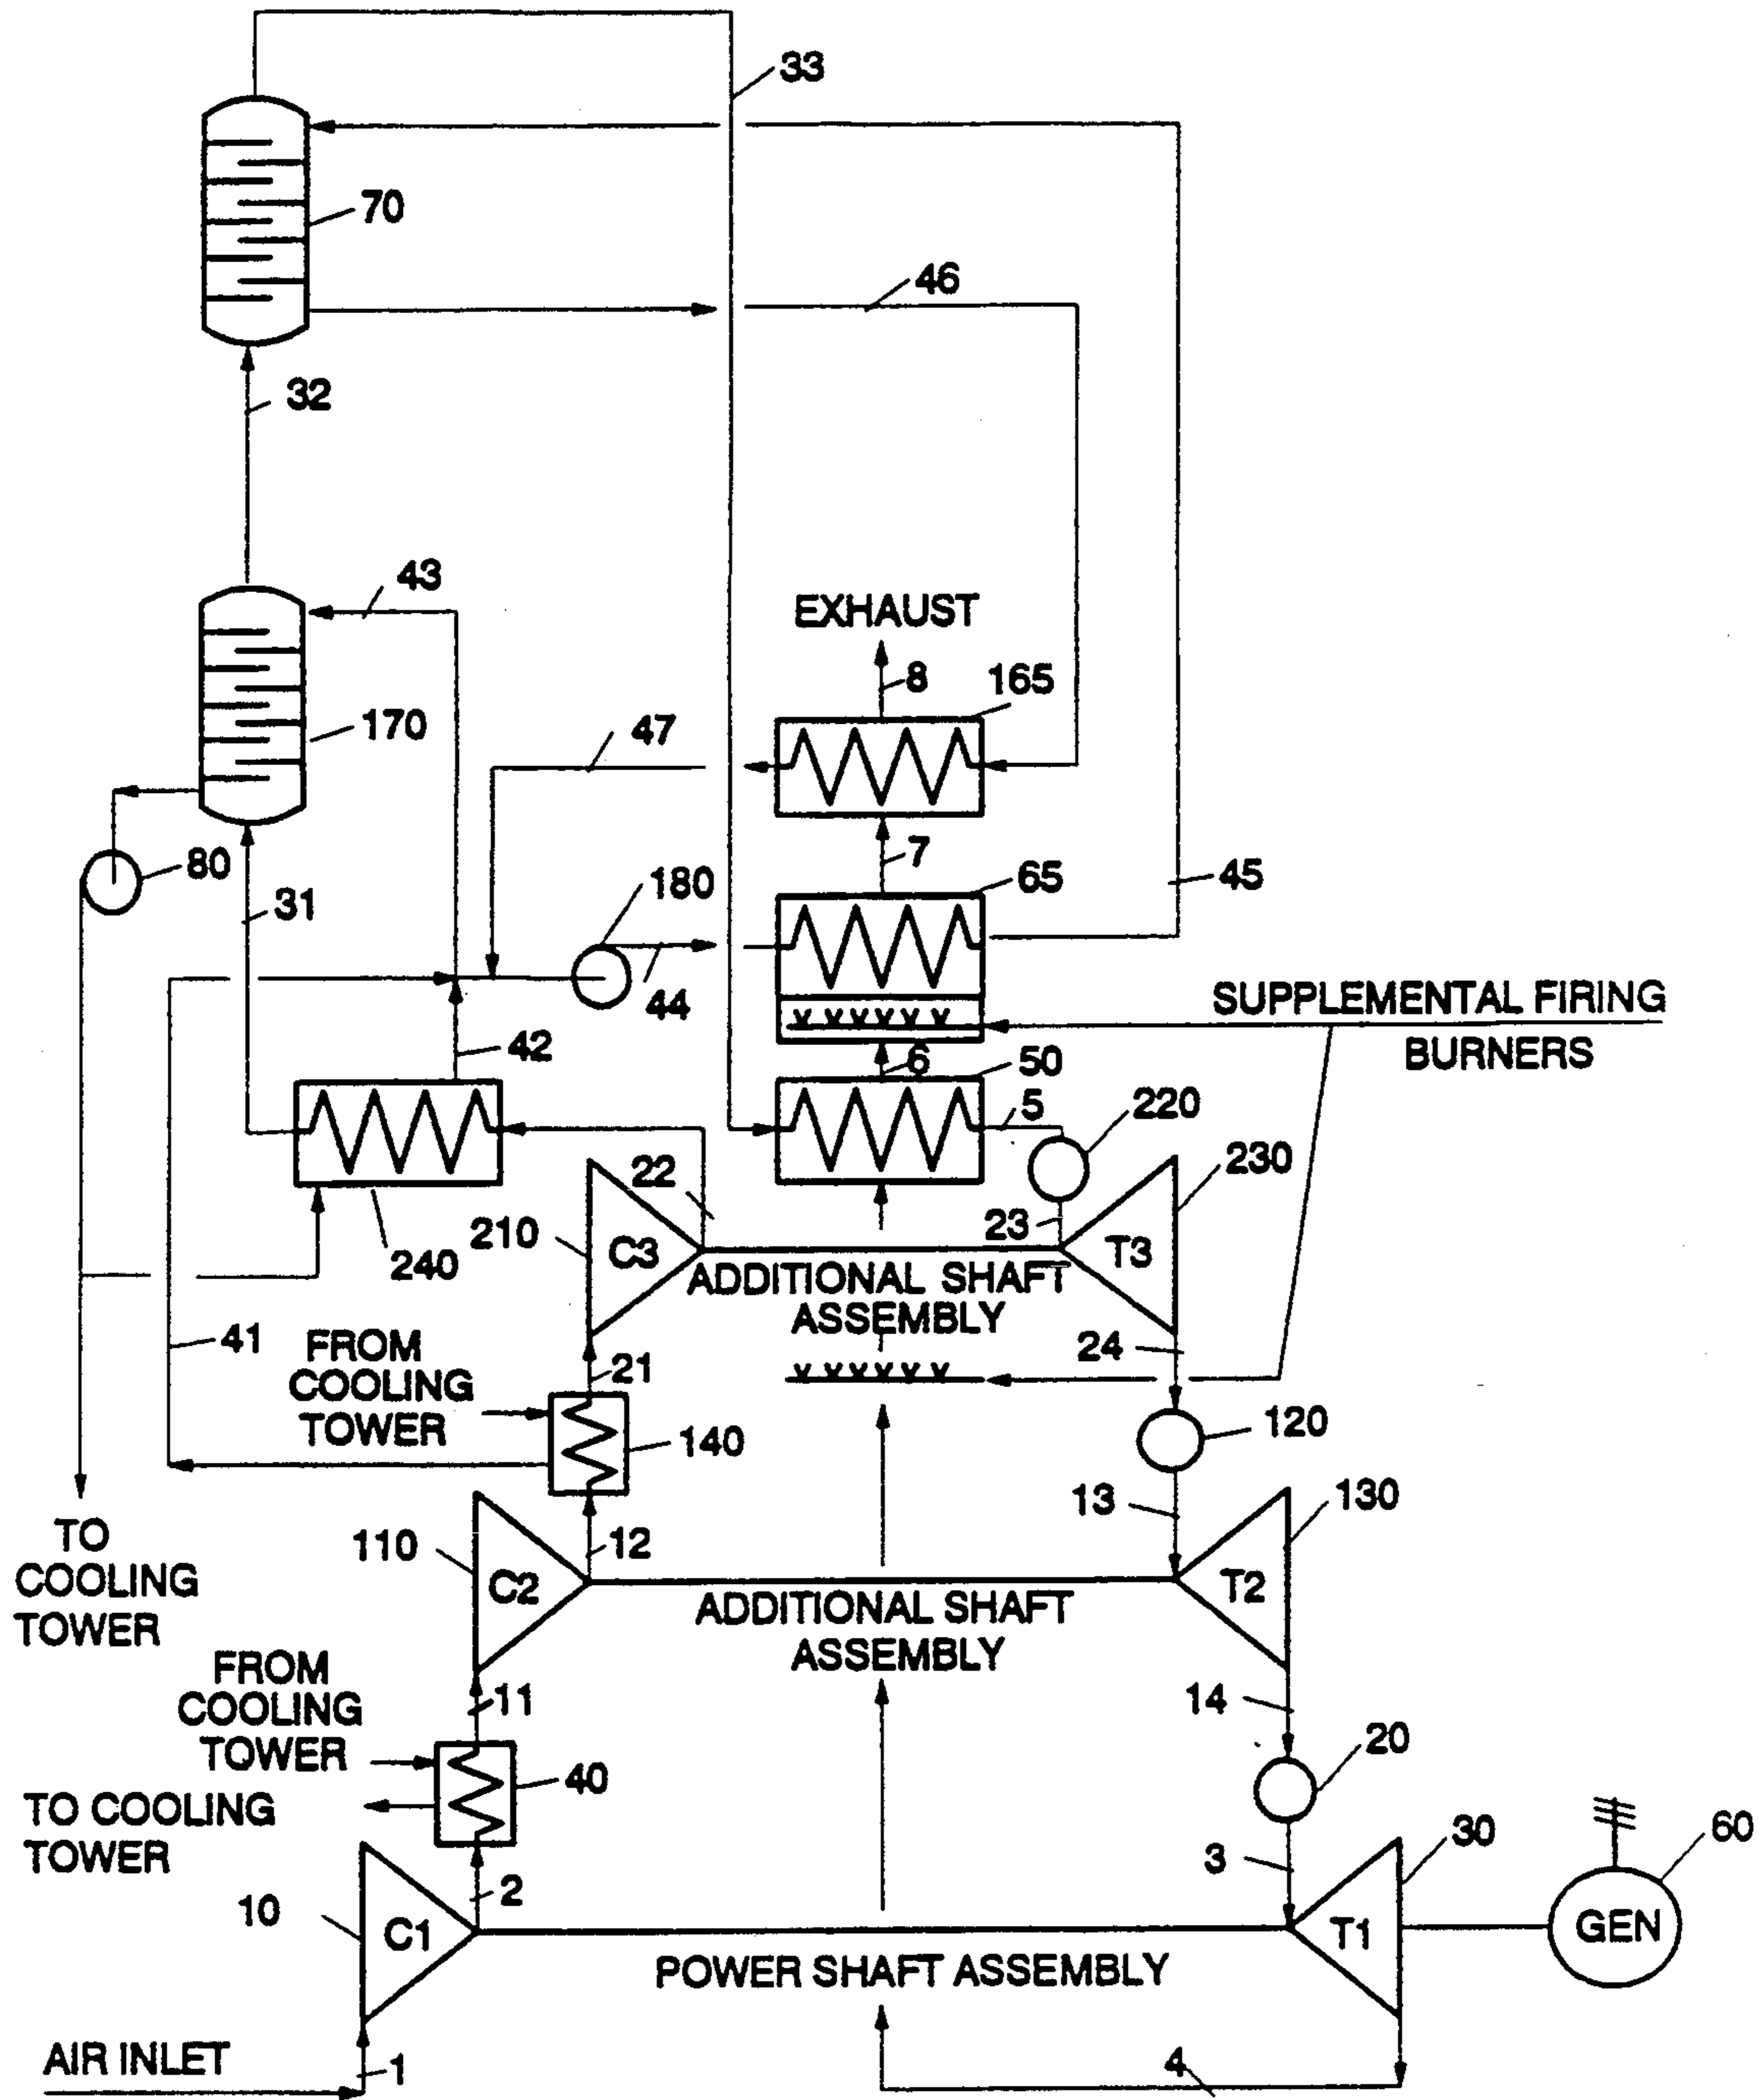 33
70
46
32
43
EXHAUST
8
165
170
47
7
80
180
65
45
31
44
SUPPLEMENTAL FIRING
BURNERS
42
6
50
5
220
22
230
210
C3
23
T3
240
ADDITIONAL SHAFT
ASSEMBLY
41
FROM
COOLING
TOWER
21
24
140
120
13
130
110
12
C2
T2
TO
COOLING
TOWER
ADDITIONAL SHAFT
ASSEMBLY
FROM
COOLING
TOWER
11
14
20
40
TO COOLING
TOWER
3
30
60
2
10
C1
T1
GEN
POWER SHAFT ASSEMBLY
AIR INLET
1
4